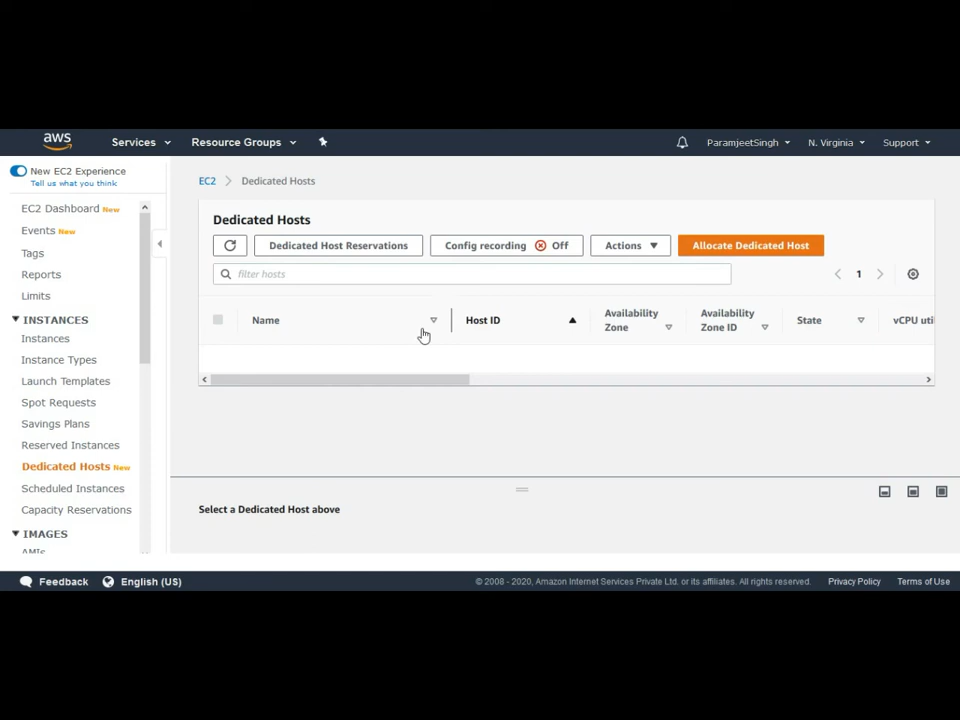 aws
Services
Resource Groups
ParamjeetSingh
N. Virginia
Support
New EC2 Experience
Tell us what you think
EC2 Dashboard New
Events New
Tags
Reports
Limits
INSTANCES
Instances
Instance Types
Launch Templates
Spot Requests
Savings Plans
Reserved Instances
Dedicated Hosts New
Scheduled Instances
Capacity Reservations
IMAGES
AMIs
EC2
Dedicated Hosts
Dedicated Hosts
Dedicated Host Reservations
Config recording Off
Actions
Allocate Dedicated Host
filter hosts
1
Name
Host ID
Availability Zone
Availability Zone ID
State
vCPU uti
Select a Dedicated Host above
Feedback
English (US)
© 2008 - 2020, Amazon Internet Services Private Ltd. or its affiliates. All rights reserved.
Privacy Policy
Terms of Use